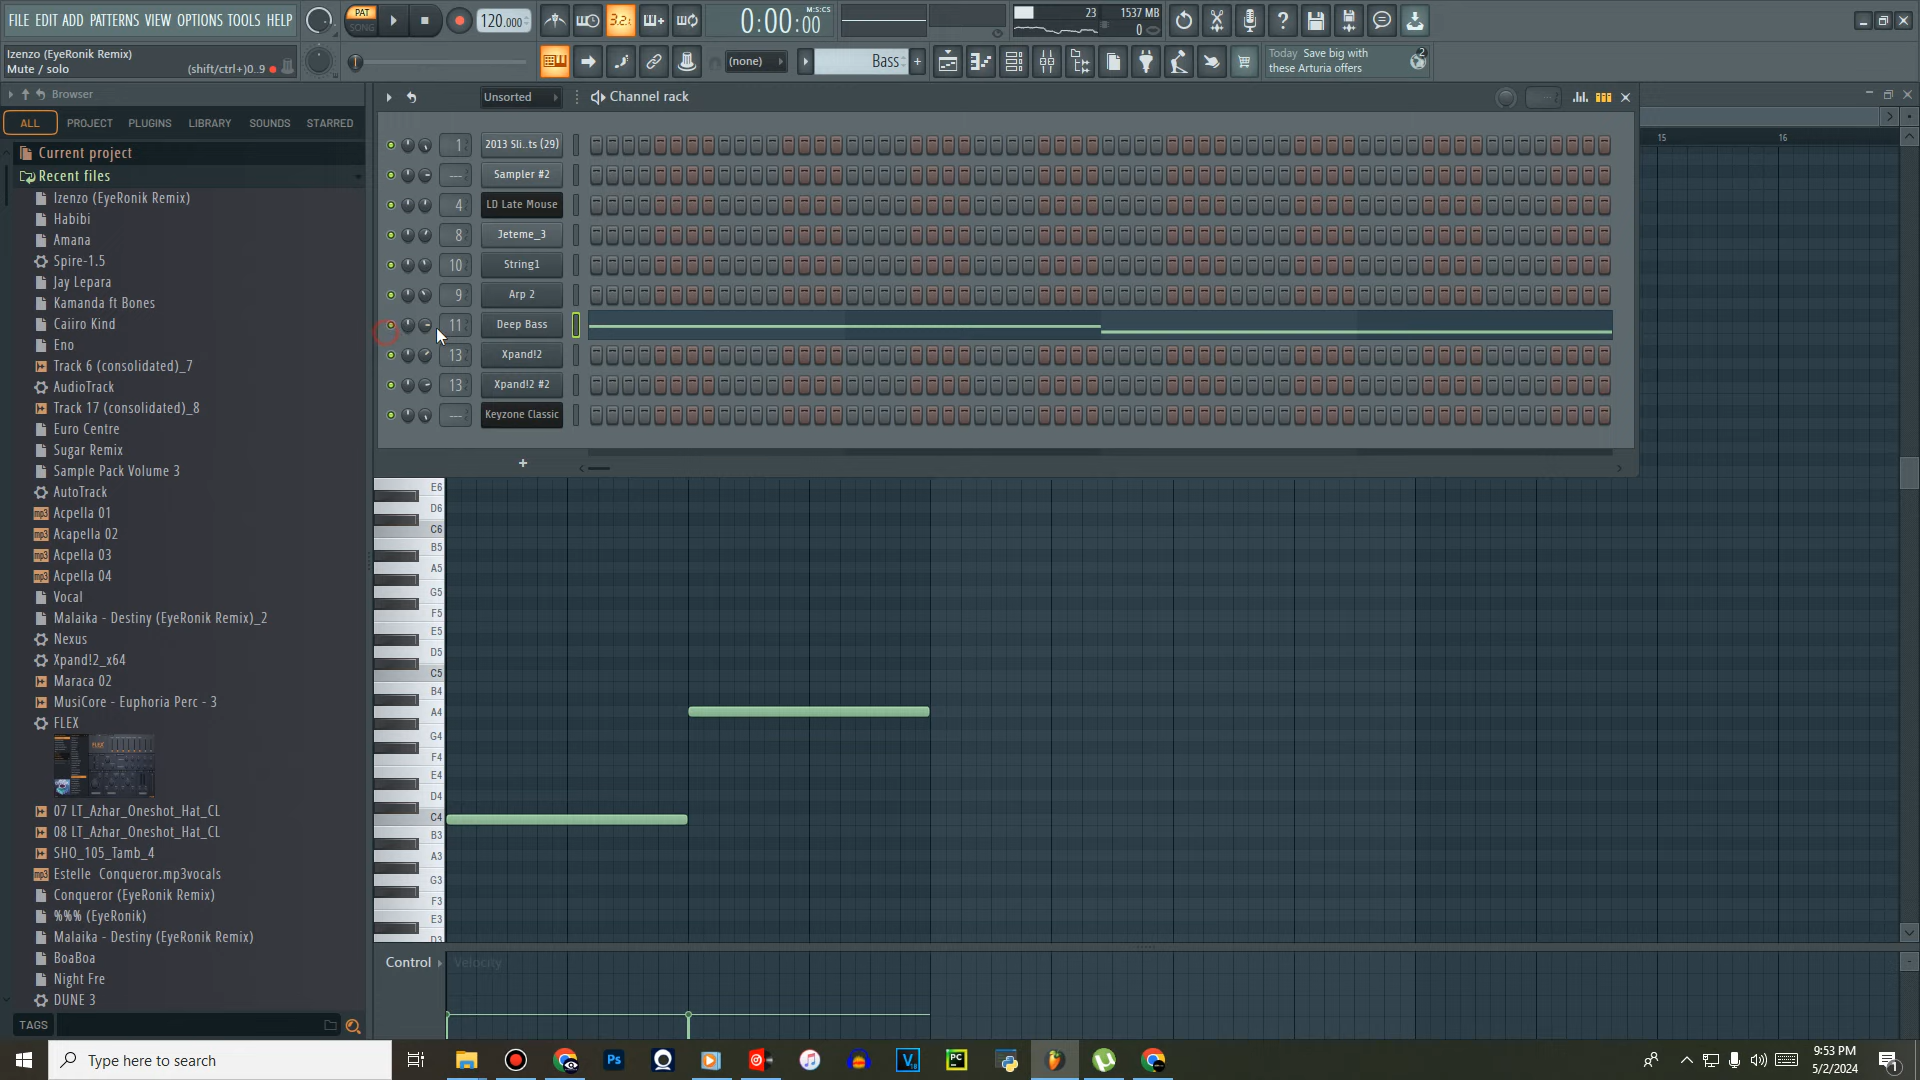 FILE EDIT ADD PATTERNS VIEW OPTIONS TOOLS HELP
PAT
SONG
120.000
3.2.
0:00:00
M:S:CS
23
1537 MB
0
Izenzo (EyeRonik Remix)
Mute / solo
(shift/ctrl+)0..9
(none)
Bass
Today Save big with
these Arturia offers
2
Browser
Unsorted
Channel rack
ALL PROJECT PLUGINS LIBRARY SOUNDS STARRED
15 16
Current project
Recent files
Izenzo (EyeRonik Remix)
Habibi
Amana
Spire-1.5
Jay Lepara
Kamanda ft Bones
Caiiro Kind
Eno
Track 6 (consolidated)_7
AudioTrack
Track 17 (consolidated)_8
Euro Centre
Sugar Remix
Sample Pack Volume 3
AutoTrack
Acpella 01
Acapella 02
Acpella 03
Acpella 04
Vocal
Malaika - Destiny (EyeRonik Remix)_2
Nexus
Xpand!2_x64
Maraca 02
MusiCore - Euphoria Perc - 3
FLEX
07 LT_Azhar_Oneshot_Hat_CL
08 LT_Azhar_Oneshot_Hat_CL
SHO_105_Tamb_4
Estelle Conqueror.mp3vocals
Conqueror (EyeRonik Remix)
%%% (EyeRonik)
Malaika - Destiny (EyeRonik Remix)
BoaBoa
Night Fre
DUNE 3
TAGS
1 2013 Sli..ts (29)
--- Sampler #2
4 LD Late Mouse
8 Jeteme_3
10 String1
9 Arp 2
11 Deep Bass
13 Xpand!2
13 Xpand!2 #2
--- Keyzone Classic
+
E6
D6
C6
B5
A5
G5
F5
E5
D5
C5
B4
A4
G4
F4
E4
D4
C4
B3
A3
G3
F3
E3
D3
Control Velocity
Type here to search
9:53 PM
5/2/2024
1